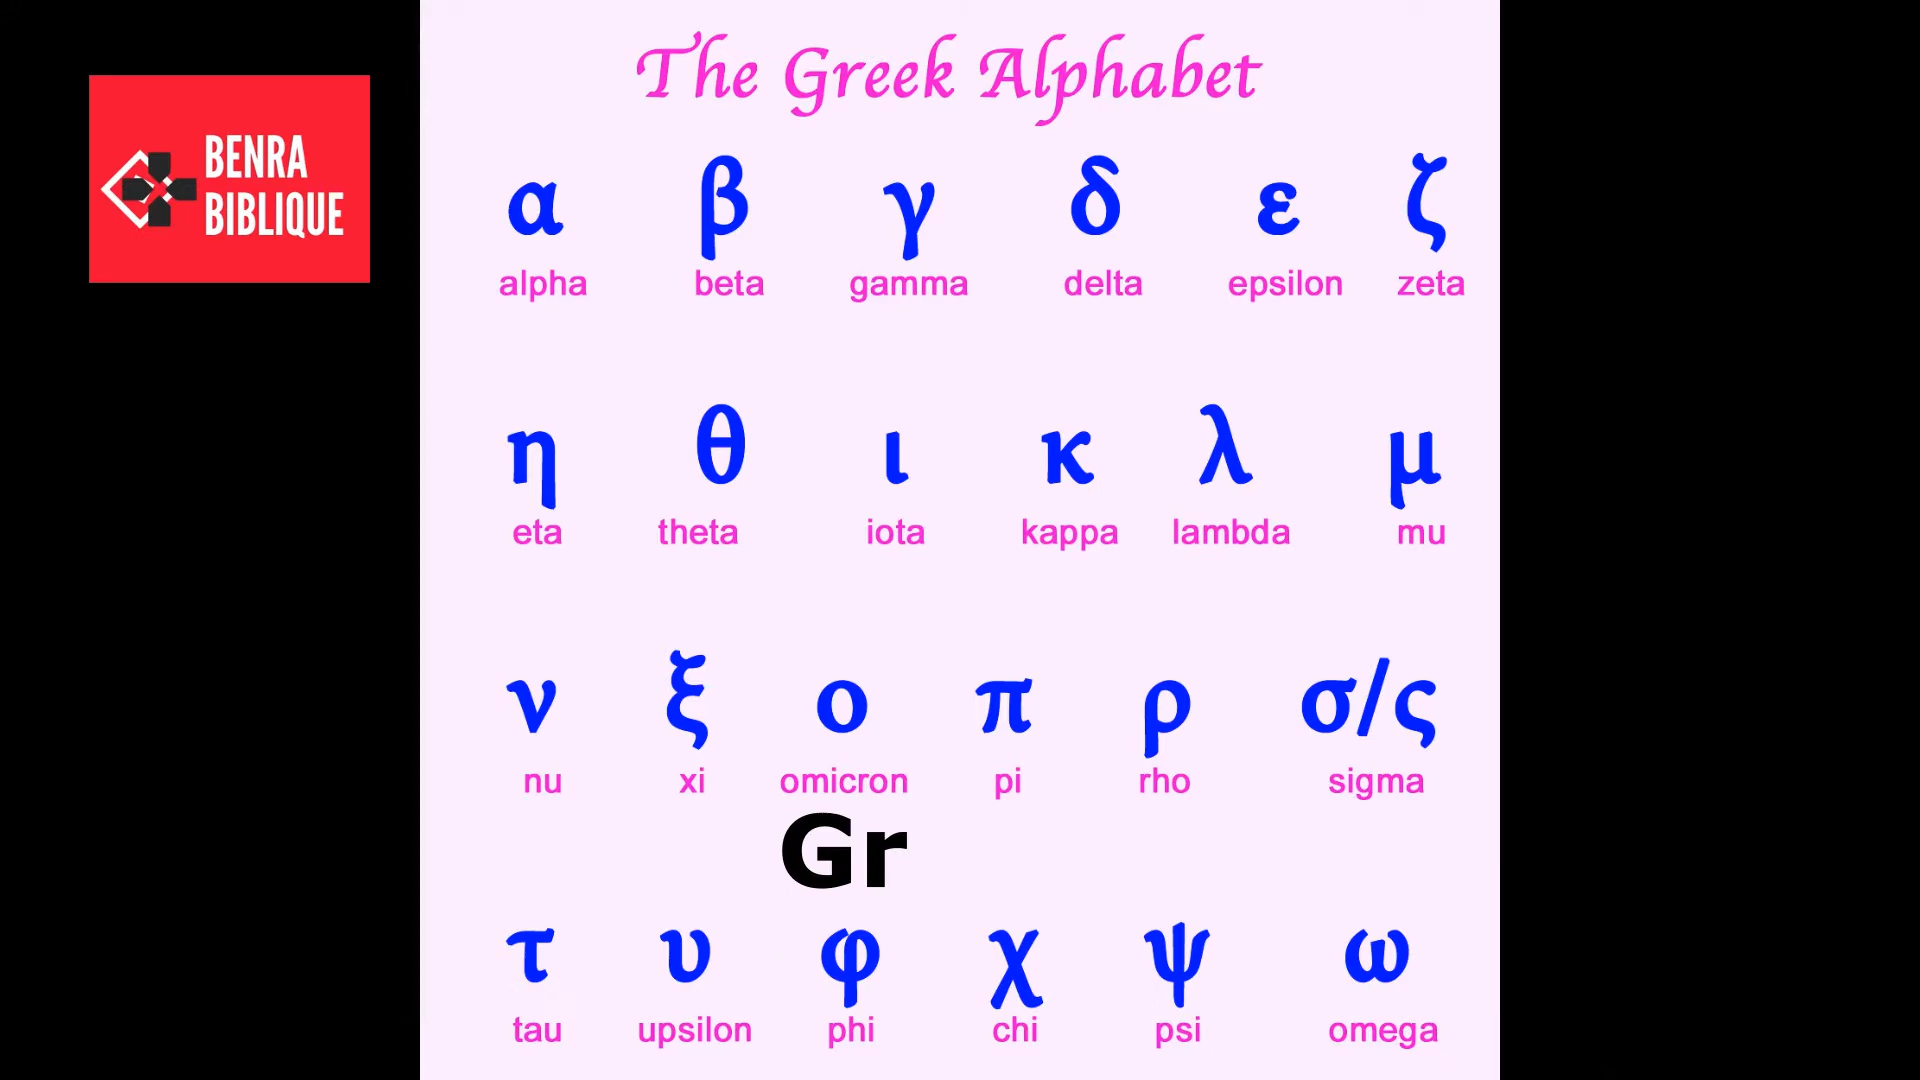 The Greek Alphabet
BENRA
BIBLIQUE
α β γ δ ε ζ
alpha beta gamma delta epsilon zeta
η θ ι κ λ μ
eta theta iota kappa lambda mu
ν ξ ο π ρ σ/ς
nu xi omicron pi rho sigma
Gr
τ υ φ χ ψ ω
tau upsilon phi chi psi omega